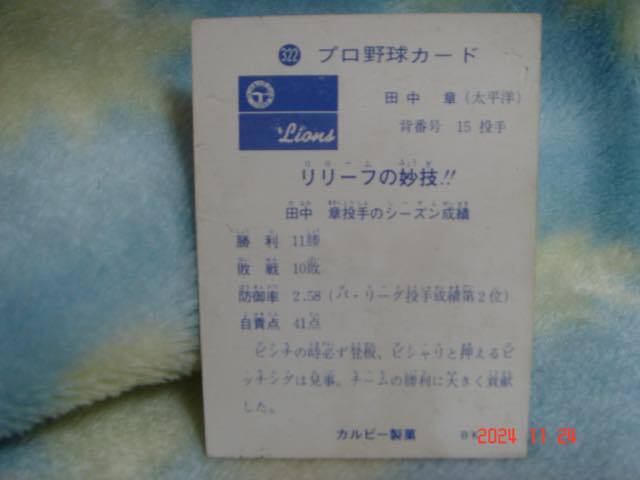 322 プロ野球カード
Lions
田中 章(太平洋)
背番号 15 投手
リリーフの妙技!!
田中 章投手のシーズン成績
勝利 11勝
敗戦 10敗
防御率 2.58(パ・リーグ投手成績第2位)
自責点 41点
ピンチの時必ず登板、ピシャリと抑えるピ
ッチングは見事。チームの勝利に大きく貢献
した。
カルビー製菓
2024 11 24